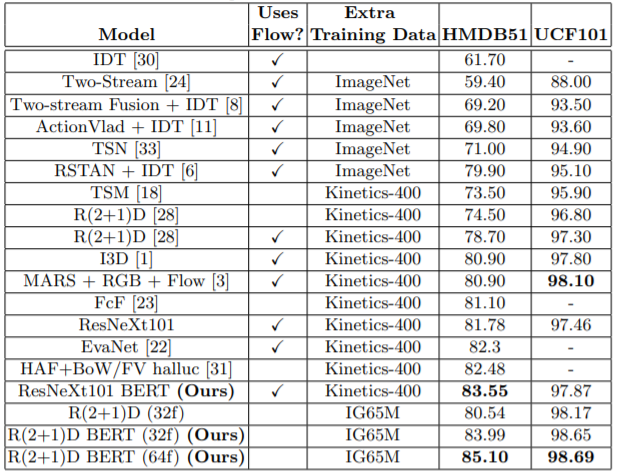 Model Uses Flow? Extra Training Data HMDB51 UCF101
IDT [30] ✓ 61.70 -
Two-Stream [24] ✓ ImageNet 59.40 88.00
Two-stream Fusion + IDT [8] ✓ ImageNet 69.20 93.50
ActionVlad + IDT [11] ✓ ImageNet 69.80 93.60
TSN [33] ✓ ImageNet 71.00 94.90
RSTAN + IDT [6] ✓ ImageNet 79.90 95.10
TSM [18] Kinetics-400 73.50 95.90
R(2+1)D [28] Kinetics-400 74.50 96.80
R(2+1)D [28] ✓ Kinetics-400 78.70 97.30
I3D [1] ✓ Kinetics-400 80.90 97.80
MARS + RGB + Flow [3] ✓ Kinetics-400 80.90 98.10
FcF [23] Kinetics-400 81.10 -
ResNeXt101 ✓ Kinetics-400 81.78 97.46
EvaNet [22] ✓ Kinetics-400 82.3 -
HAF+BoW/FV halluc [31] Kinetics-400 82.48 -
ResNeXt101 BERT (Ours) ✓ Kinetics-400 83.55 97.87
R(2+1)D (32f) IG65M 80.54 98.17
R(2+1)D BERT (32f) (Ours) IG65M 83.99 98.65
R(2+1)D BERT (64f) (Ours) IG65M 85.10 98.69